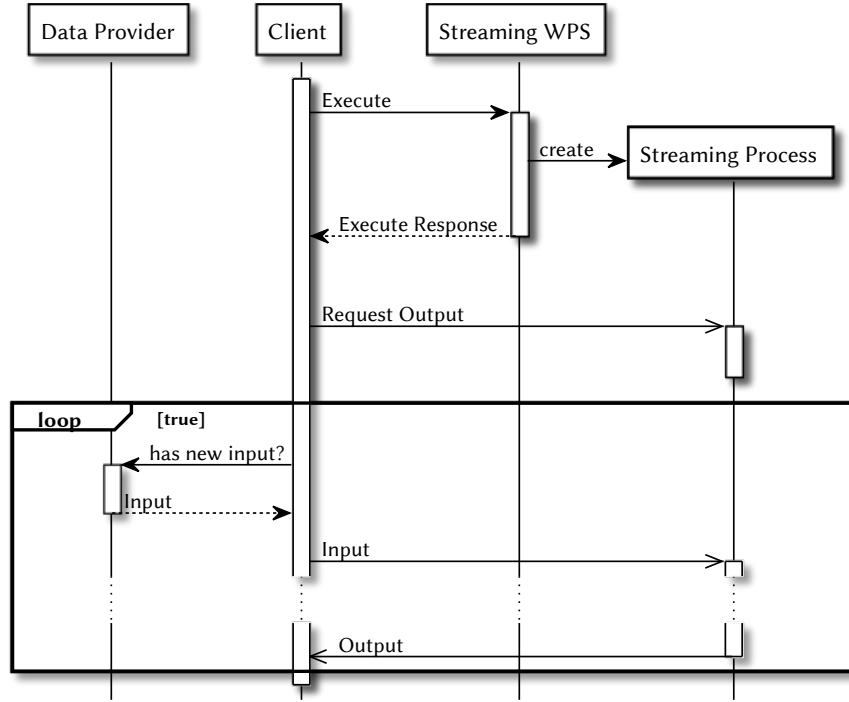 Data Provider
Client
Streaming WPS
Execute
create
Streaming Process
Execute Response
Request Output
loop
[true]
has new input?
Input
Input
Output